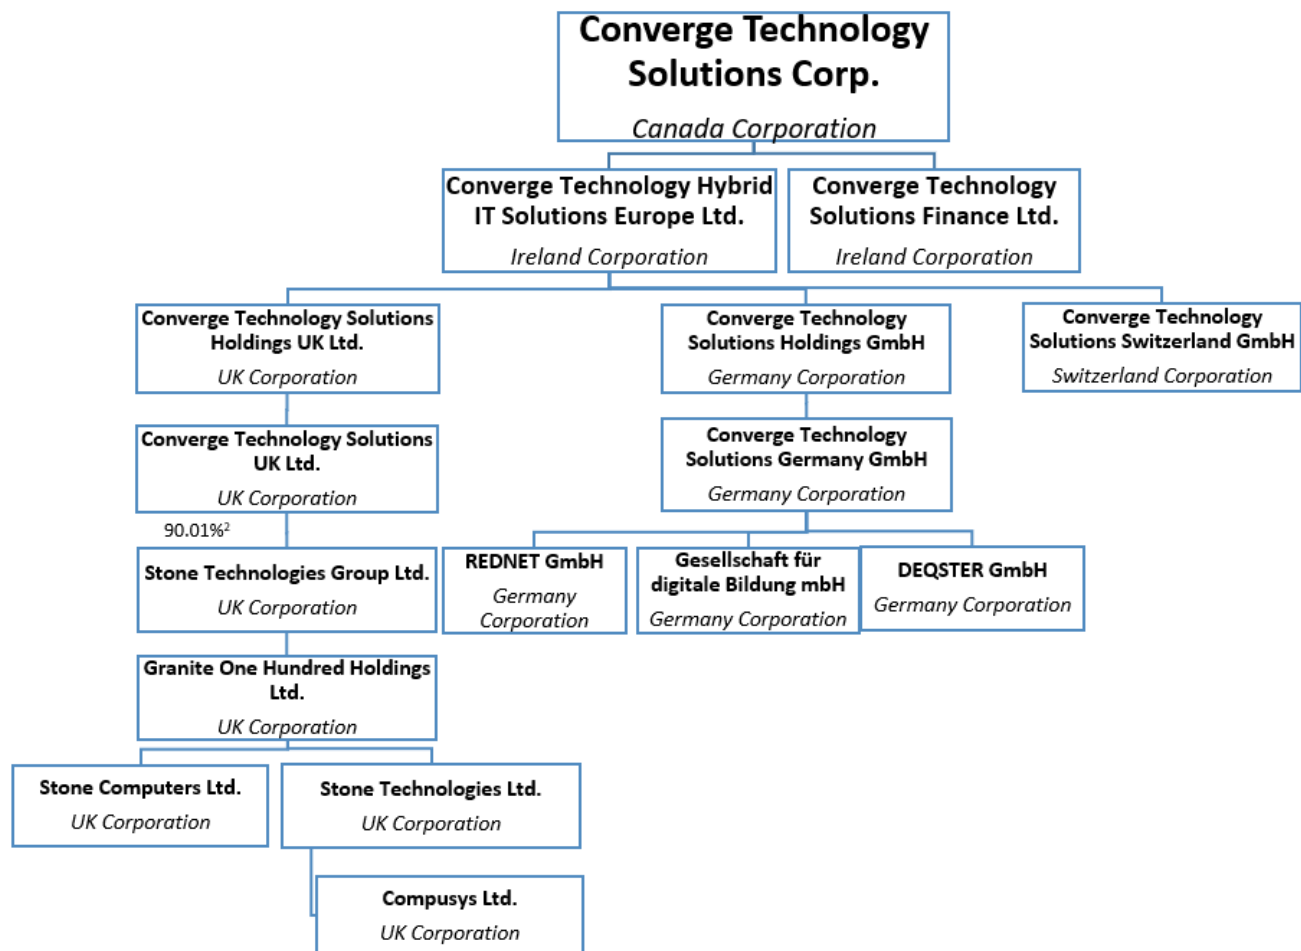 Converge Technology
Solutions Corp.
Canada Corporation
Converge Technology Hybrid
IT Solutions Europe Ltd.
Ireland Corporation
Converge Technology
Solutions Finance Ltd.
Ireland Corporation
Converge Technology Solutions
Holdings UK Ltd.
UK Corporation
Converge Technology
Solutions Holdings GmbH
Germany Corporation
Converge Technology
Solutions Switzerland GmbH
Switzerland Corporation
Converge Technology Solutions
UK Ltd.
UK Corporation
Converge Technology
Solutions Germany GmbH
Germany Corporation
90.01%²
Stone Technologies Group Ltd.
UK Corporation
REDNET GmbH
Germany
Corporation
Gesellschaft für
digitale Bildung mbH
Germany Corporation
DEQSTER GmbH
Germany Corporation
Granite One Hundred Holdings
Ltd.
UK Corporation
Stone Computers Ltd.
UK Corporation
Stone Technologies Ltd.
UK Corporation
Compusys Ltd.
UK Corporation